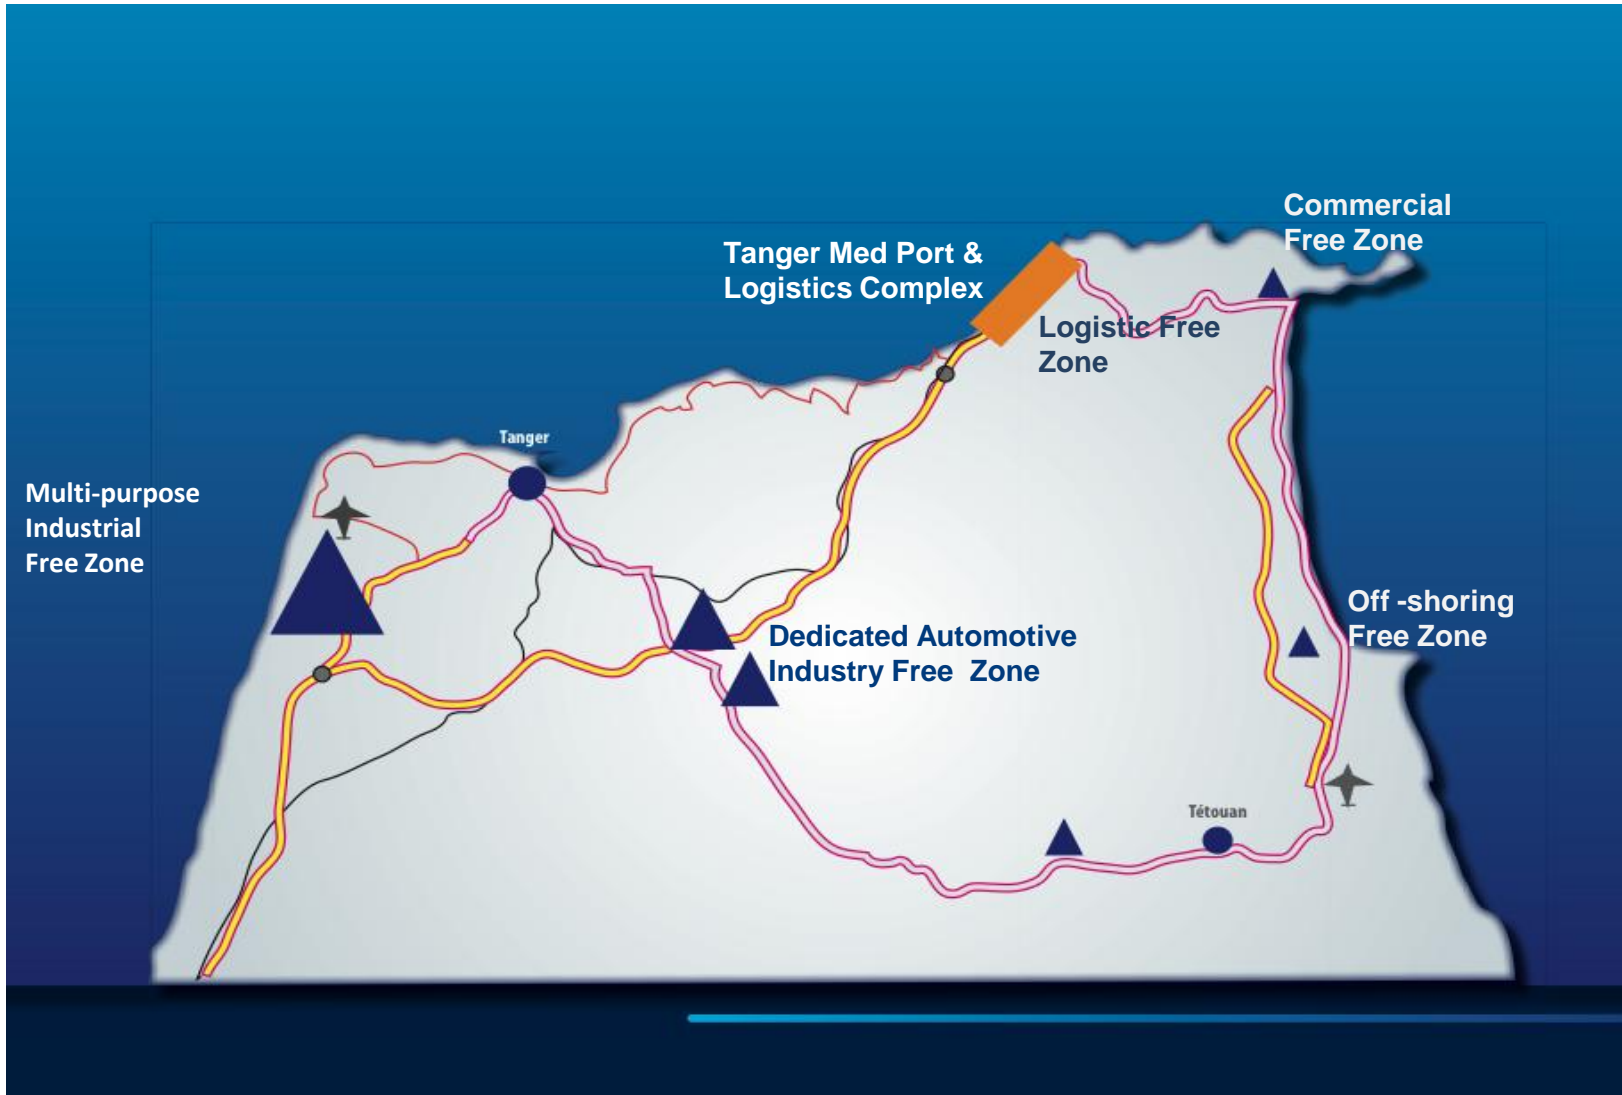 Commercial
Free Zone
Tanger Med Port &
Logistics Complex
Logistic Free
Zone
Tanger
Multi-purpose
Industrial
Free Zone
Off -shoring
Free Zone
Dedicated Automotive
Industry Free Zone
Tétouan